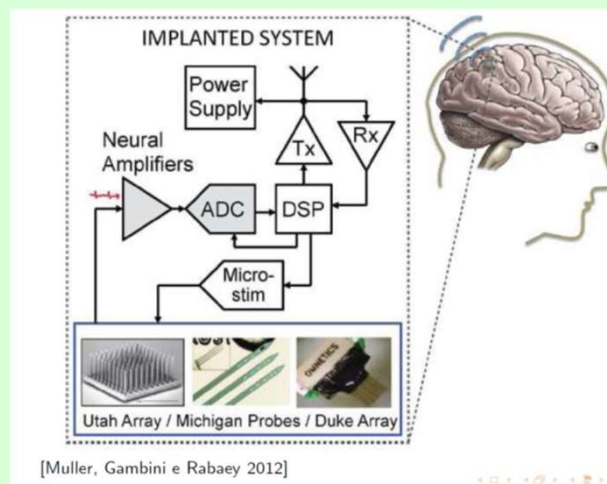 IMPLANTED SYSTEM
Power
Supply
Neural
Amplifiers
Tx
Rx
ADC
DSP
Micro-
stim
OWNETICS
Utah Array / Michigan Probes / Duke Array
[Muller, Gambini e Rabaey 2012]